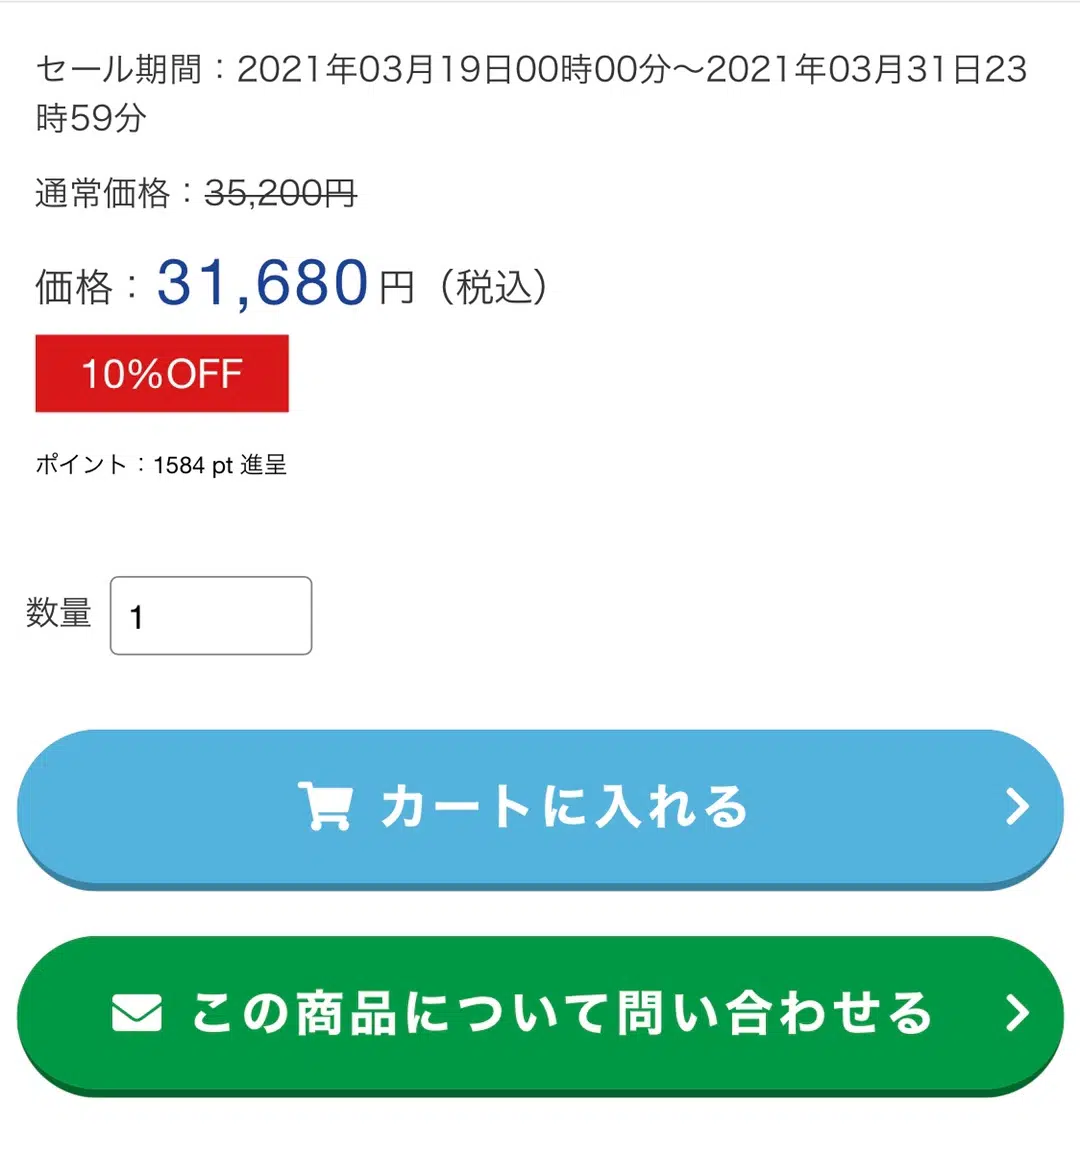 セール期間：2021年03月19日00時00分〜2021年03月31日23
時59分
通常価格：35,200円
価格：31,680円（税込）
10%OFF
ポイント：1584 pt 進呈
数量 1
カートに入れる
この商品について問い合わせる